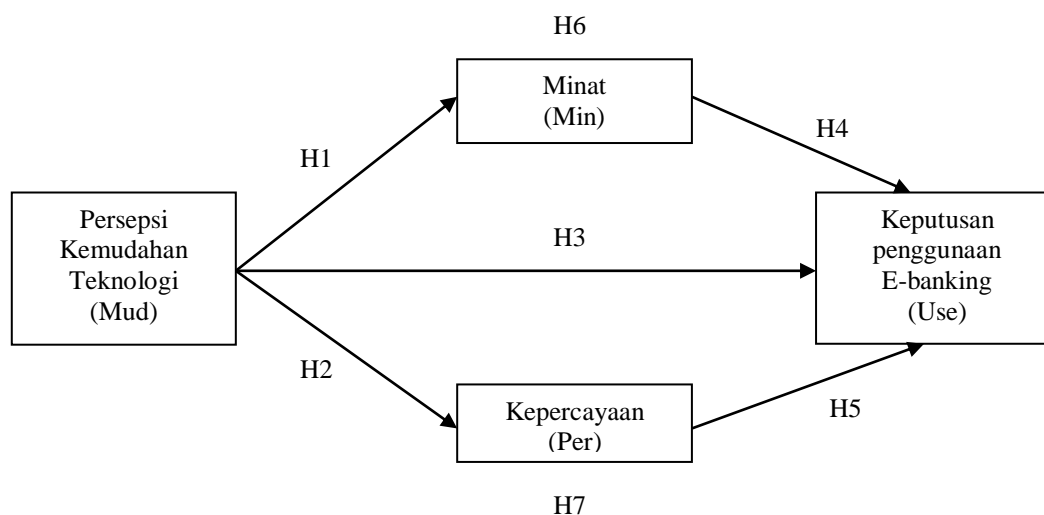 H6
Minat
(Min)
H4
H1
Persepsi
Kemudahan
Teknologi
(Mud)
H3
Keputusan
penggunaan
E-banking
(Use)
H2
Kepercayaan
(Per)
H5
H7